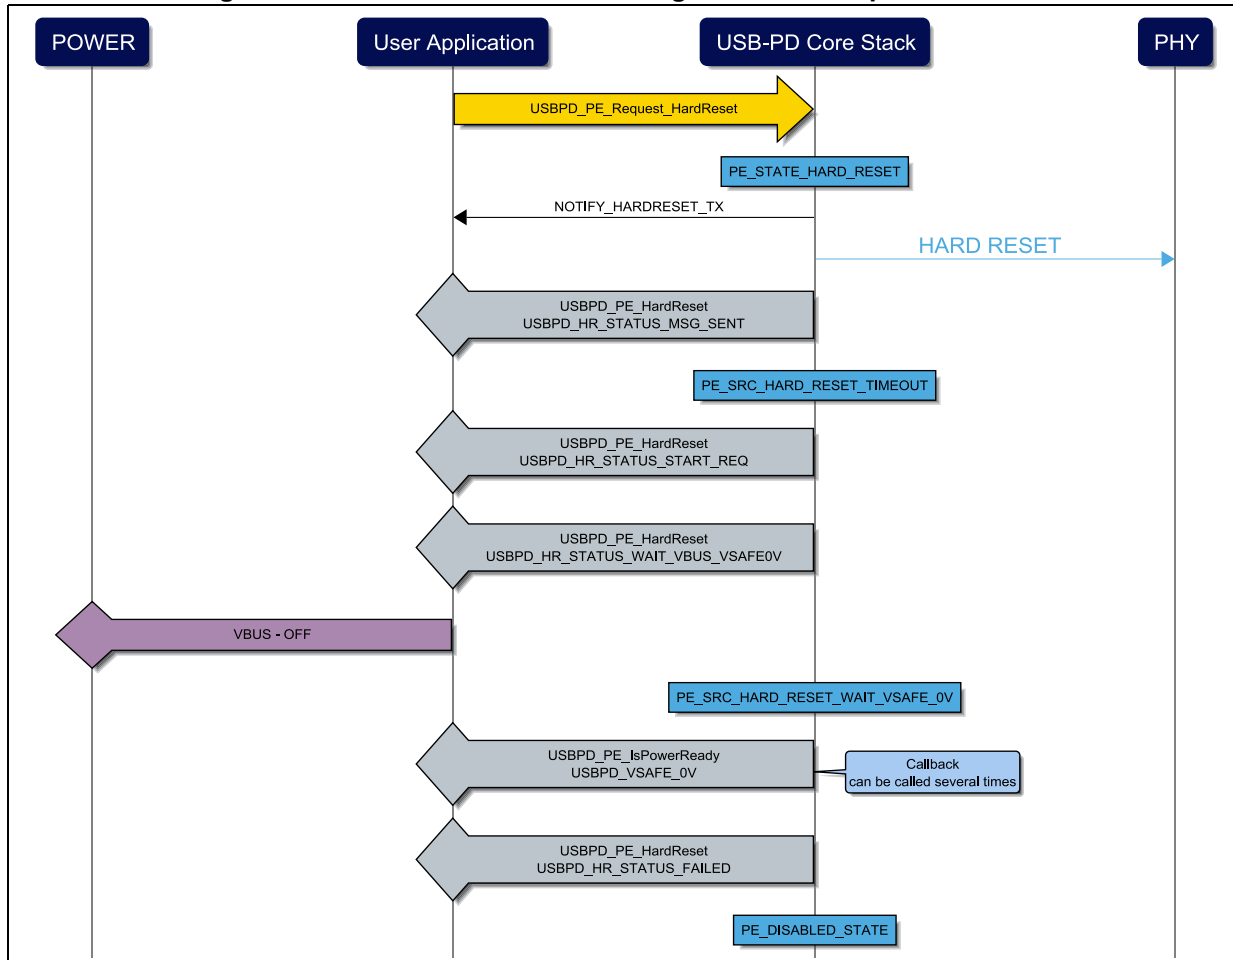 POWER
User Application
USB-PD Core Stack
PHY
USBPD_PE_Request_HardReset
PE_STATE_HARD_RESET
NOTIFY_HARDRESET_TX
HARD RESET
USBPD_PE_HardReset
USBPD_HR_STATUS_MSG_SENT
PE_SRC_HARD_RESET_TIMEOUT
USBPD_PE_HardReset
USBPD_HR_STATUS_START_REQ
USBPD_PE_HardReset
USBPD_HR_STATUS_WAIT_VBUS_VSAFE0V
VBUS - OFF
PE_SRC_HARD_RESET_WAIT_VSAFE_0V
USBPD_PE_IsPowerReady
USBPD_VSAFE_0V
Callback
can be called several times
USBPD_PE_HardReset
USBPD_HR_STATUS_FAILED
PE_DISABLED_STATE